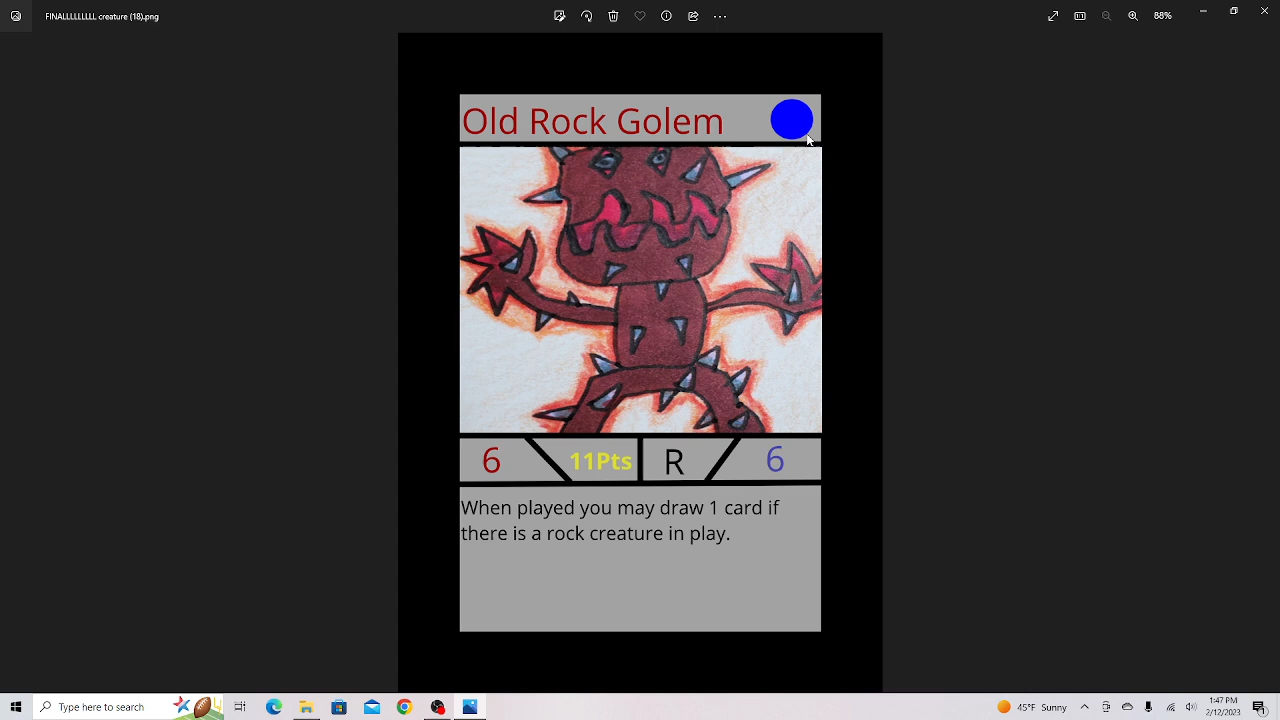 FINALLLLLLLLL creature (18).png
88%
Old Rock Golem
6
11Pts
R
6
When played you may draw 1 card if
there is a rock creature in play.
Type here to search
45°F Sunny
1:47 PM
2/12/2023